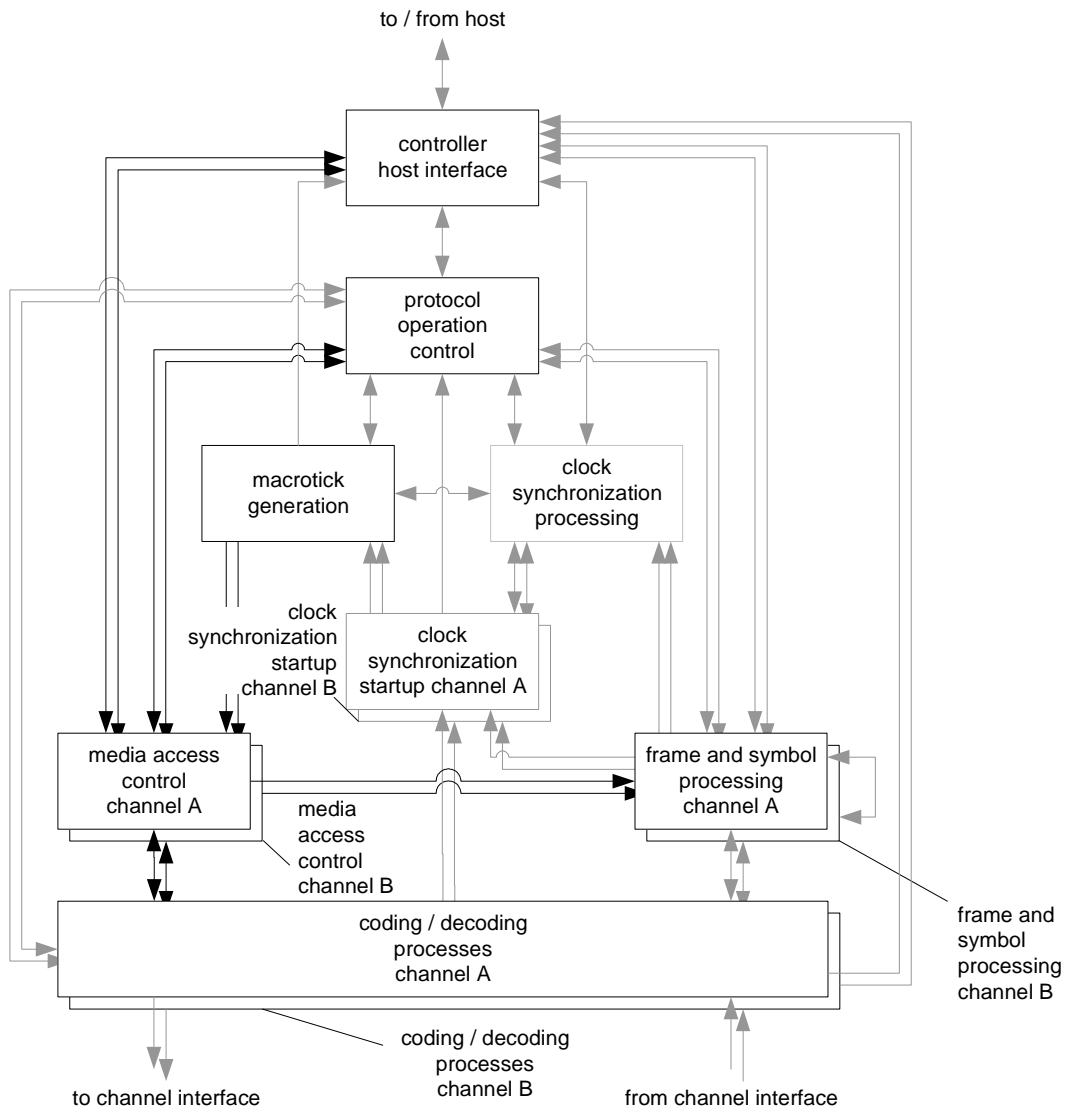 to / from host
controller
host interface
protocol
operation
control
macrotick
generation
clock
synchronization
processing
clock
synchronization
startup
channel B
clock
synchronization
startup channel A
media access
control
channel A
frame and symbol
processing
channel A
media
access
control
channel B
coding / decoding
processes
channel A
frame and
symbol
processing
channel B
coding / decoding
processes
channel B
to channel interface
from channel interface